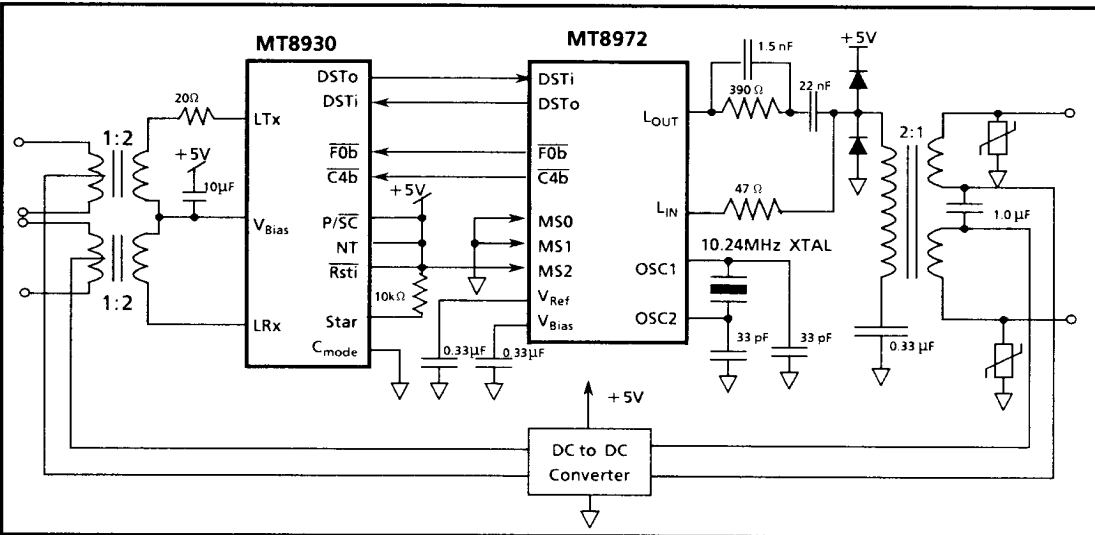 MT8930
MT8972
+5V
1.5 nF
DSTo
DSTi
DSTi
DSTo
390 Ω
22 nF
20Ω
LTx
LOUT
1:2
+5V
F0b
F0b
2:1
10µF
C4b
C4b
+5V
47 Ω
VBias
P/SC
MS0
LIN
1.0 µF
NT
MS1
10.24MHz XTAL
Rsti
MS2
OSC1
1:2
10kΩ
VRef
Star
VBias
OSC2
LRx
33 pF
33 pF
0.33 µF
Cmode
0.33µF
0.33µF
+5V
DC to DC
Converter